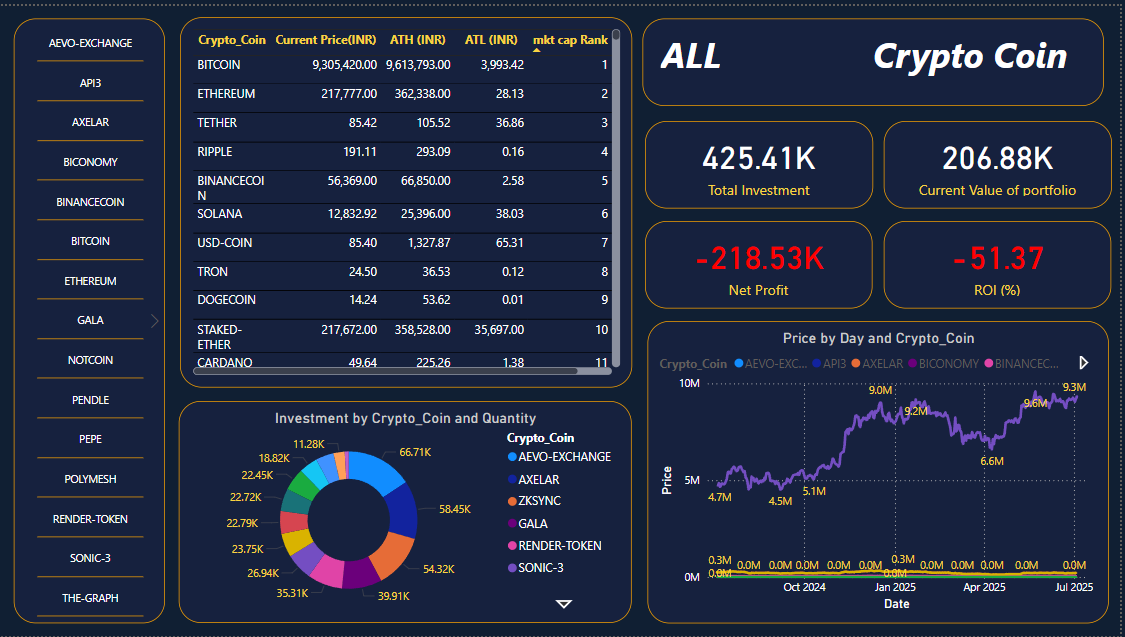 AEVO-EXCHANGE
API3
AXELAR
BICONOMY
BINANCECOIN
BITCOIN
ETHEREUM
GALA
NOTCOIN
PENDLE
PEPE
POLYMESH
RENDER-TOKEN
SONIC-3
THE-GRAPH
Crypto_Coin Current Price(INR) ATH (INR) ATL (INR) mkt cap Rank
BITCOIN 9,305,420.00 9,613,793.00 3,993.42 1
ETHEREUM 217,777.00 362,338.00 28.13 2
TETHER 85.42 105.52 36.86 3
RIPPLE 191.11 293.09 0.16 4
BINANCECOI 56,369.00 66,850.00 2.58 5
N
SOLANA 12,832.92 25,396.00 38.03 6
USD-COIN 85.40 1,327.87 65.31 7
TRON 24.50 36.53 0.12 8
DOGECOIN 14.24 53.62 0.01 9
STAKED- 217,672.00 358,528.00 35,697.00 10
ETHER
CARDANO 49.64 225.26 1.38 11
ALL Crypto Coin
425.41K
Total Investment
206.88K
Current Value of portfolio
-218.53K
Net Profit
-51.37
ROI (%)
Investment by Crypto_Coin and Quantity
11.28K
18.82K
22.45K
22.72K
22.79K
23.75K
26.94K
35.31K
39.91K
54.32K
58.45K
66.71K
Crypto_Coin
AEVO-EXCHANGE
AXELAR
ZKSYNC
GALA
RENDER-TOKEN
SONIC-3
Price by Day and Crypto_Coin
Crypto_Coin AEVO-EXC... API3 AXELAR BICONOMY BINANCEC...
10M
5M
0M
Price
4.7M
4.5M
5.1M
9.0M
9.2M
6.6M
9.6M
9.3M
0.3M
0.0M
0.0M 0.0M 0.0M 0.0M
0.3M
0.0M
0.0M 0.0M 0.0M 0.0M 0.0M
Oct 2024 Jan 2025 Apr 2025 Jul 2025
Date